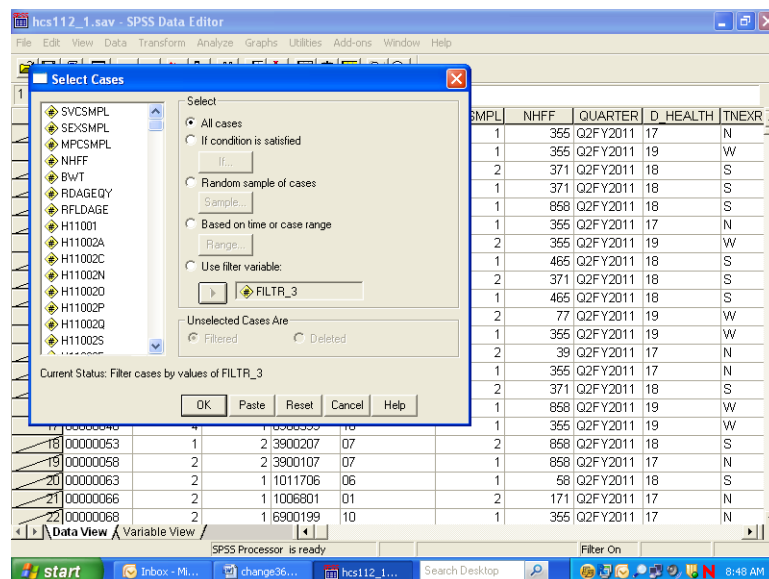 hcs112_1.sav - SPSS Data Editor
File Edit View Data Transform Analyze Graphs Utilities Add-ons Window Help
Select Cases
1
SVCSMPL
SEXSMPL
MPCSMPL
NHFF
BWT
RDAGEQY
RFLDAGE
H11001
H11002A
H11002C
H11002N
H11002O
H11002P
H11002Q
H11002S
Select
All cases
If condition is satisfied
If...
Random sample of cases
Sample...
Based on time or case range
Range...
Use filter variable:
FILTR_3
Unselected Cases Are
Filtered Deleted
Current Status: Filter cases by values of FILTR_3
OK Paste Reset Cancel Help
SMPL NHFF QUARTER D_HEALTH TNEXR
1 355 Q2FY2011 17 N
1 355 Q2FY2011 19 W
2 371 Q2FY2011 18 S
1 371 Q2FY2011 18 S
1 858 Q2FY2011 18 S
1 355 Q2FY2011 17 N
2 355 Q2FY2011 19 W
1 465 Q2FY2011 18 S
2 371 Q2FY2011 18 S
1 465 Q2FY2011 18 S
2 77 Q2FY2011 19 W
1 355 Q2FY2011 19 W
2 39 Q2FY2011 17 N
1 355 Q2FY2011 17 N
2 371 Q2FY2011 18 S
1 858 Q2FY2011 19 W
1 355 Q2FY2011 19 W
18 00000053 1 2 3900207 07 2 858 Q2FY2011 18 S
19 00000058 2 2 3900107 07 1 858 Q2FY2011 17 N
20 00000063 2 1 1011706 06 1 58 Q2FY2011 18 S
21 00000066 2 1 1006801 01 2 171 Q2FY2011 17 N
22 00000068 2 1 6900199 10 1 355 Q2FY2011 17 N
Data View Variable View
SPSS Processor is ready Filter On
start Inbox - Mi... change36... hcs112_1... Search Desktop 8:48 AM